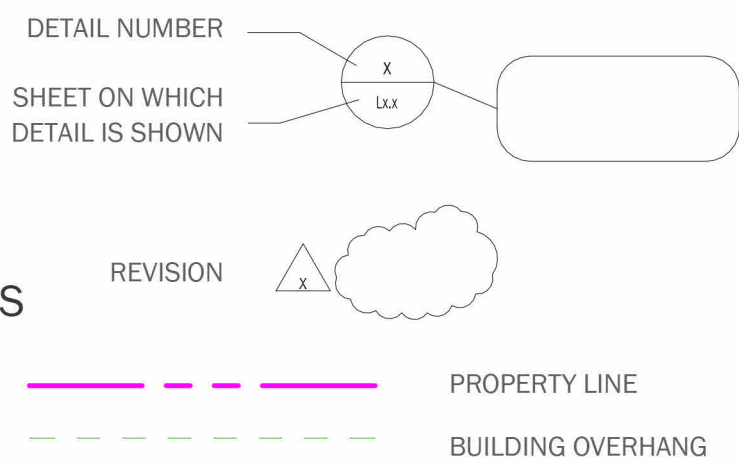 DETAIL NUMBER
X
SHEET ON WHICH
DETAIL IS SHOWN
Lx.x
REVISION
X
S
PROPERTY LINE
BUILDING OVERHANG